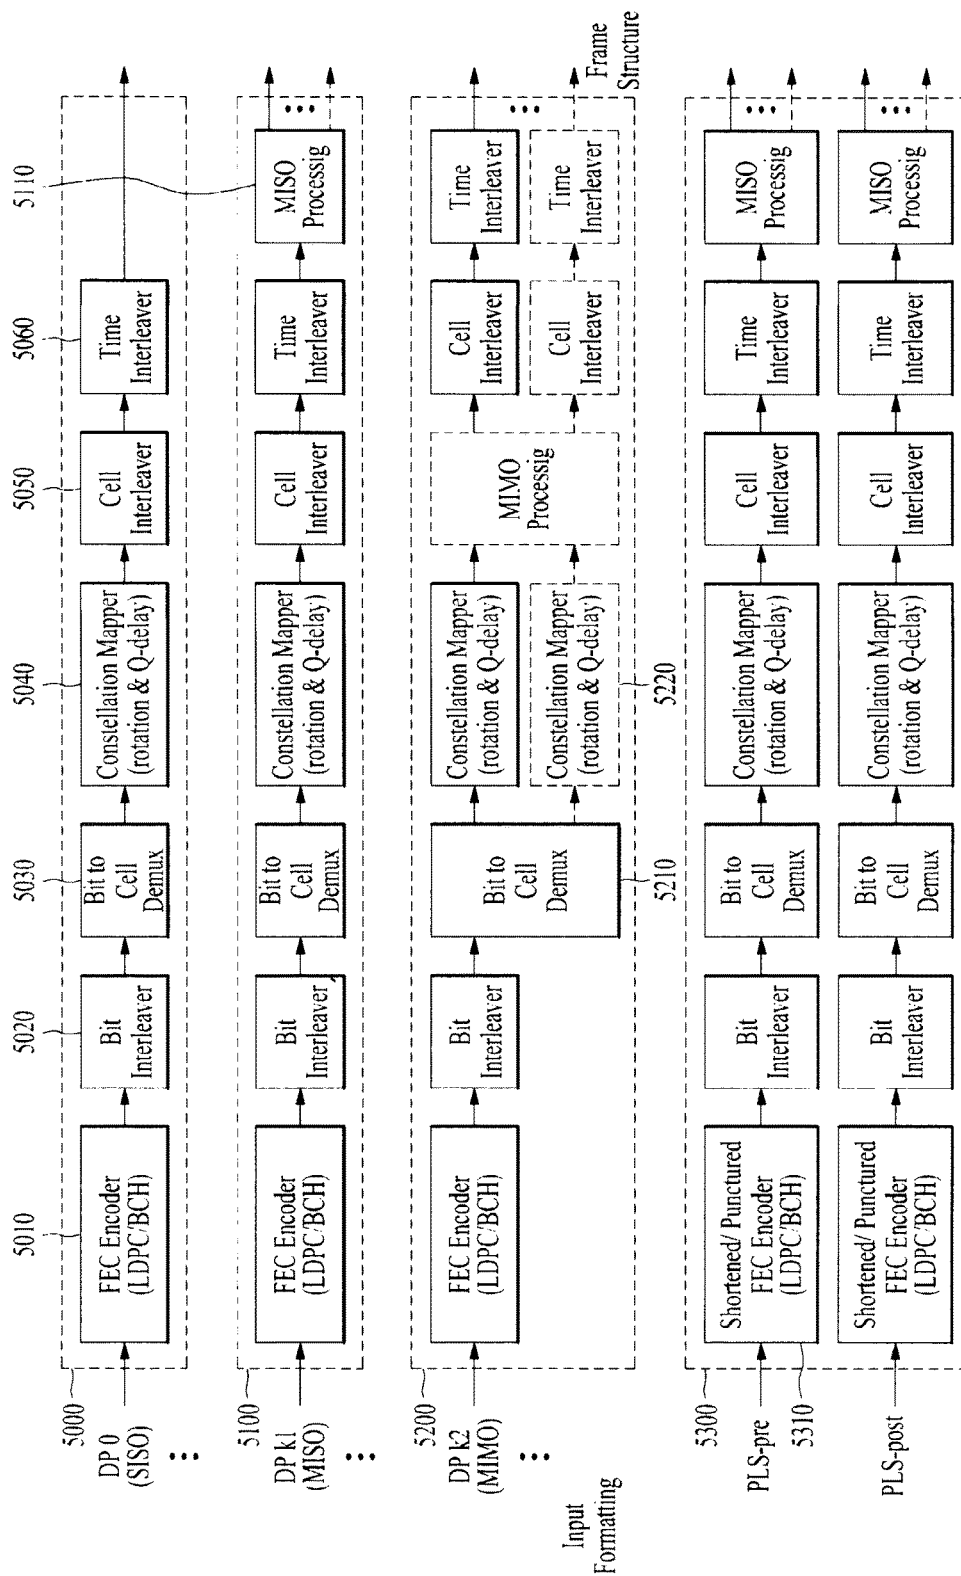 5010
5020
5030
5040
5050
5060
5110
5000
DP 0
(SISO)
FEC Encoder
(LDPC/BCH)
Bit
Interleaver
Bit to
Cell
Demux
Constellation Mapper
(rotation & Q-delay)
Cell
Interleaver
Time
Interleaver
5100
DP k1
(MISO)
FEC Encoder
(LDPC/BCH)
Bit
Interleaver
Bit to
Cell
Demux
Constellation Mapper
(rotation & Q-delay)
Cell
Interleaver
Time
Interleaver
MISO
Processig
5200
DP k2
(MIMO)
FEC Encoder
(LDPC/BCH)
Bit
Interleaver
Bit to
Cell
Demux
Constellation Mapper
(rotation & Q-delay)
Constellation Mapper
(rotation & Q-delay)
MIMO
Processig
Cell
Interleaver
Time
Interleaver
Cell
Interleaver
Time
Interleaver
Input
Formatting
Frame
Structure
5210
5220
5300
PLS-pre
5310
Shortened/ Punctured
FEC Encoder
(LDPC/BCH)
Bit
Interleaver
Bit to
Cell
Demux
Constellation Mapper
(rotation & Q-delay)
Cell
Interleaver
Time
Interleaver
MISO
Processig
PLS-post
Shortened/ Punctured
FEC Encoder
(LDPC/BCH)
Bit
Interleaver
Bit to
Cell
Demux
Constellation Mapper
(rotation & Q-delay)
Cell
Interleaver
Time
Interleaver
MISO
Processig